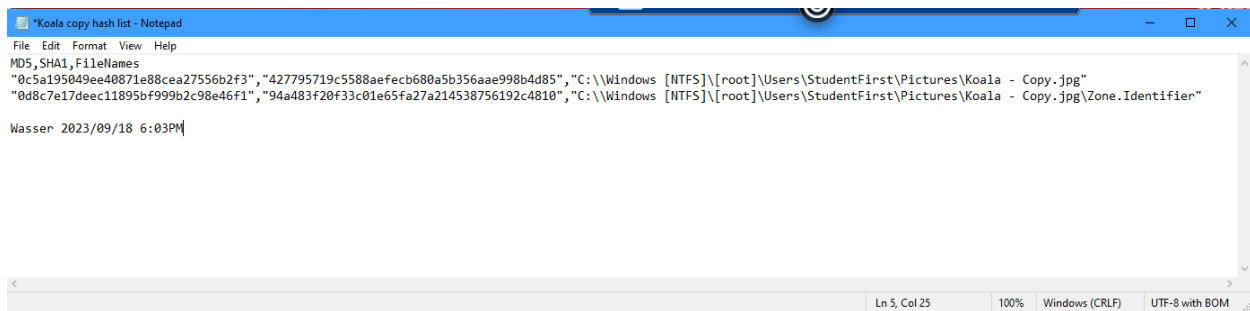 *Koala copy hash list - Notepad
File Edit Format View Help
MD5,SHA1,FileNames
"0c5a195049ee40871e88cea27556b2f3","427795719c5588aefecb680a5b356aae998b4d85","C:\\Windows [NTFS]\[root]\Users\StudentFirst\Pictures\Koala - Copy.jpg"
"0d8c7e17deec11895bf999b2c98e46f1","94a483f20f33c01e65fa27a214538756192c4810","C:\\Windows [NTFS]\[root]\Users\StudentFirst\Pictures\Koala - Copy.jpg\Zone.Identifier"
Wasser 2023/09/18 6:03PM
Ln 5, Col 25 100% Windows (CRLF) UTF-8 with BOM